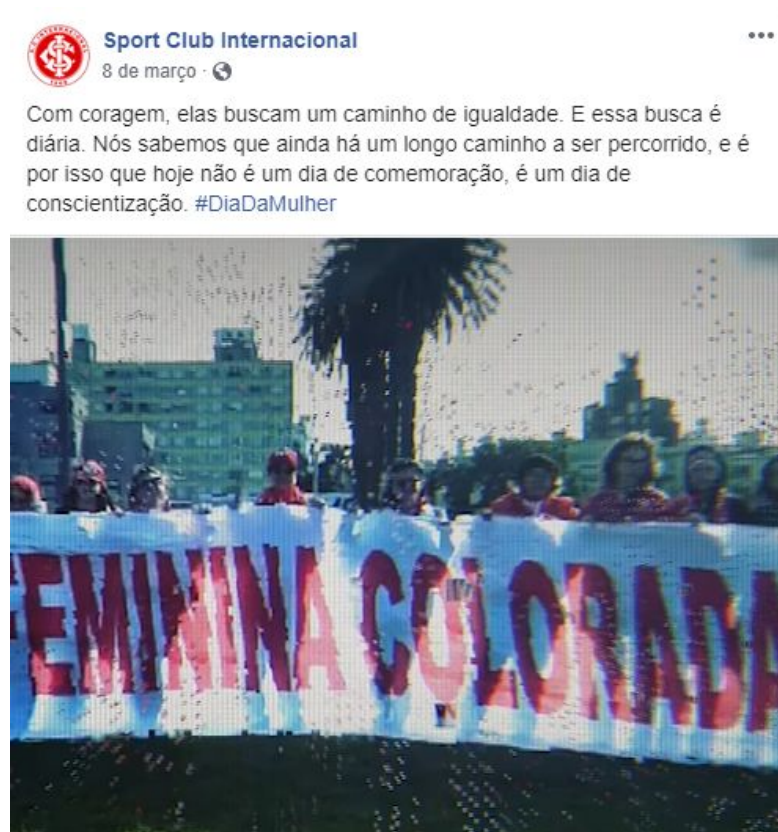 Sport Club Internacional
8 de março
Com coragem, elas buscam um caminho de igualdade. E essa busca é
diária. Nós sabemos que ainda há um longo caminho a ser percorrido, e é
por isso que hoje não é um dia de comemoração, é um dia de
conscientização. #DiaDaMulher
FEMININA COLORADA